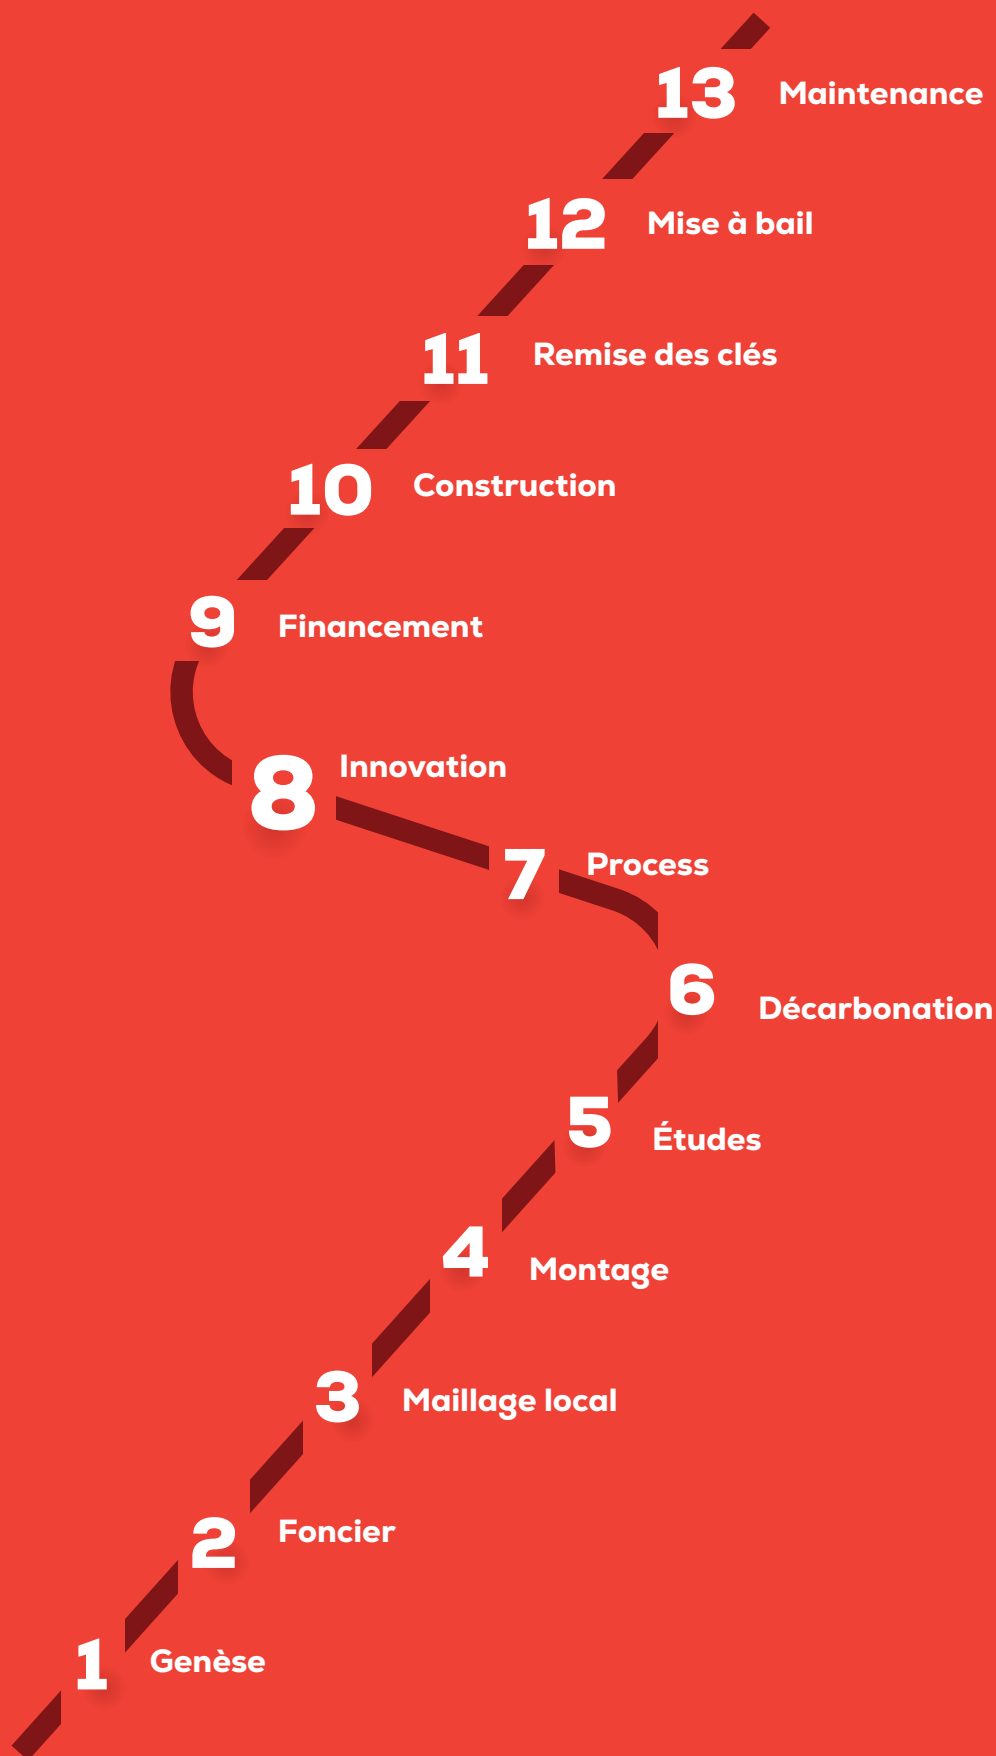 13 Maintenance
12 Mise à bail
11 Remise des clés
10 Construction
9 Financement
8 Innovation
7 Process
6 Décarbonation
5 Études
4 Montage
3 Maillage local
2 Foncier
1 Genèse